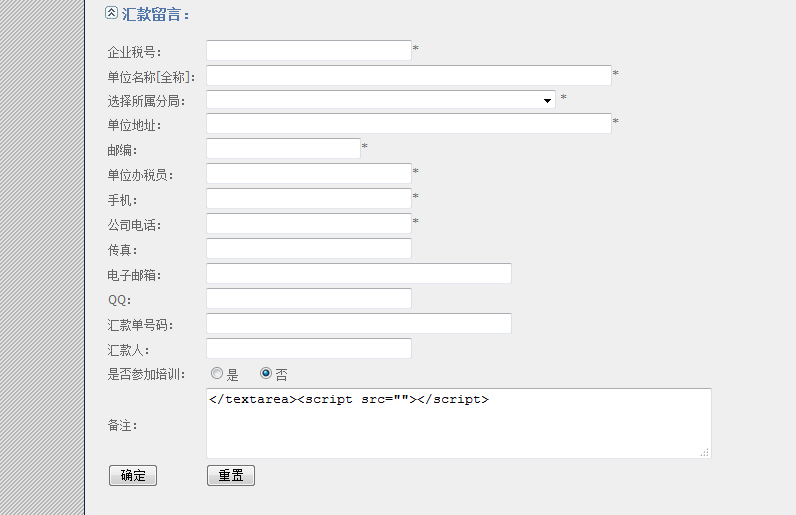 汇款留言：
企业税号： *
单位名称[全称]： *
选择所属分局： *
单位地址： *
邮编： *
单位办税员： *
手机： *
公司电话： *
传真：
电子邮箱：
QQ：
汇款单号码：
汇款人：
是否参加培训： 是 否
备注： </textarea><script src=""></script>
确定 重置